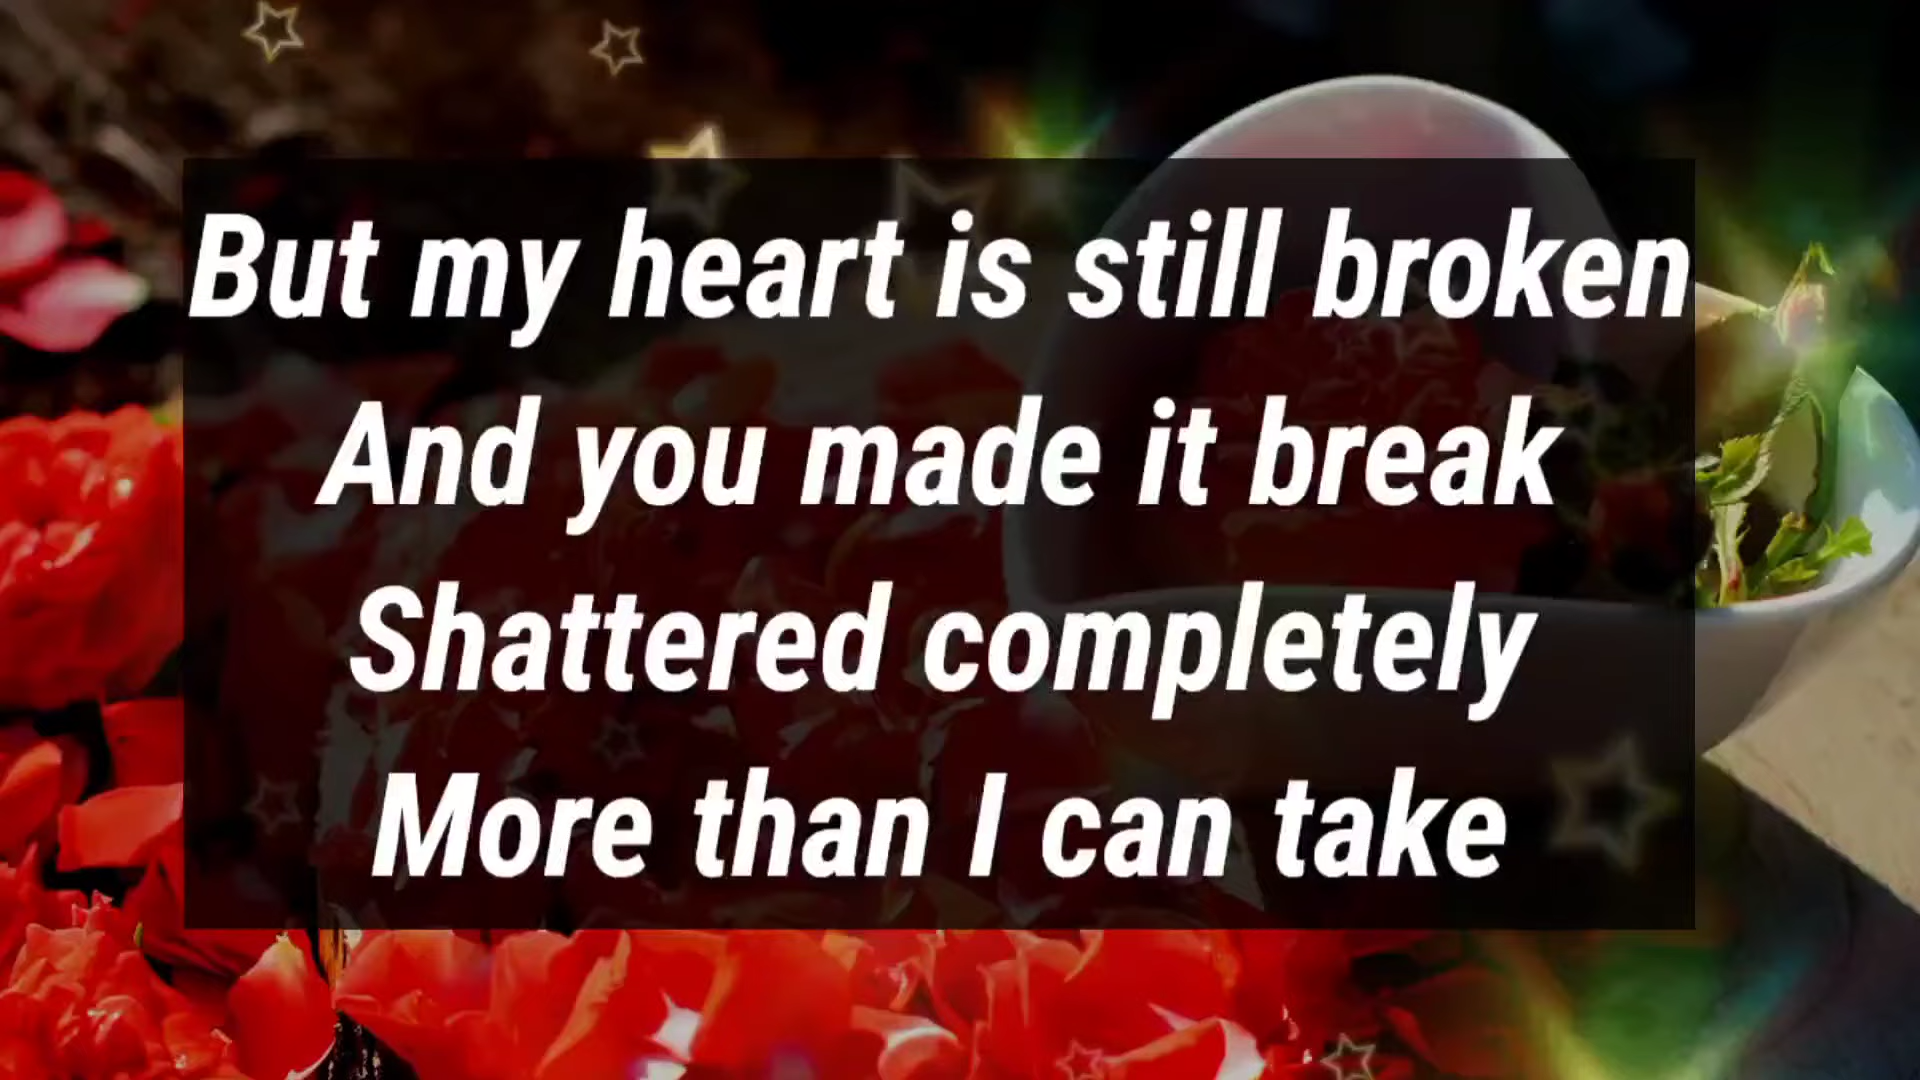 But my heart is still broken
And you made it break
Shattered completely
More than I can take